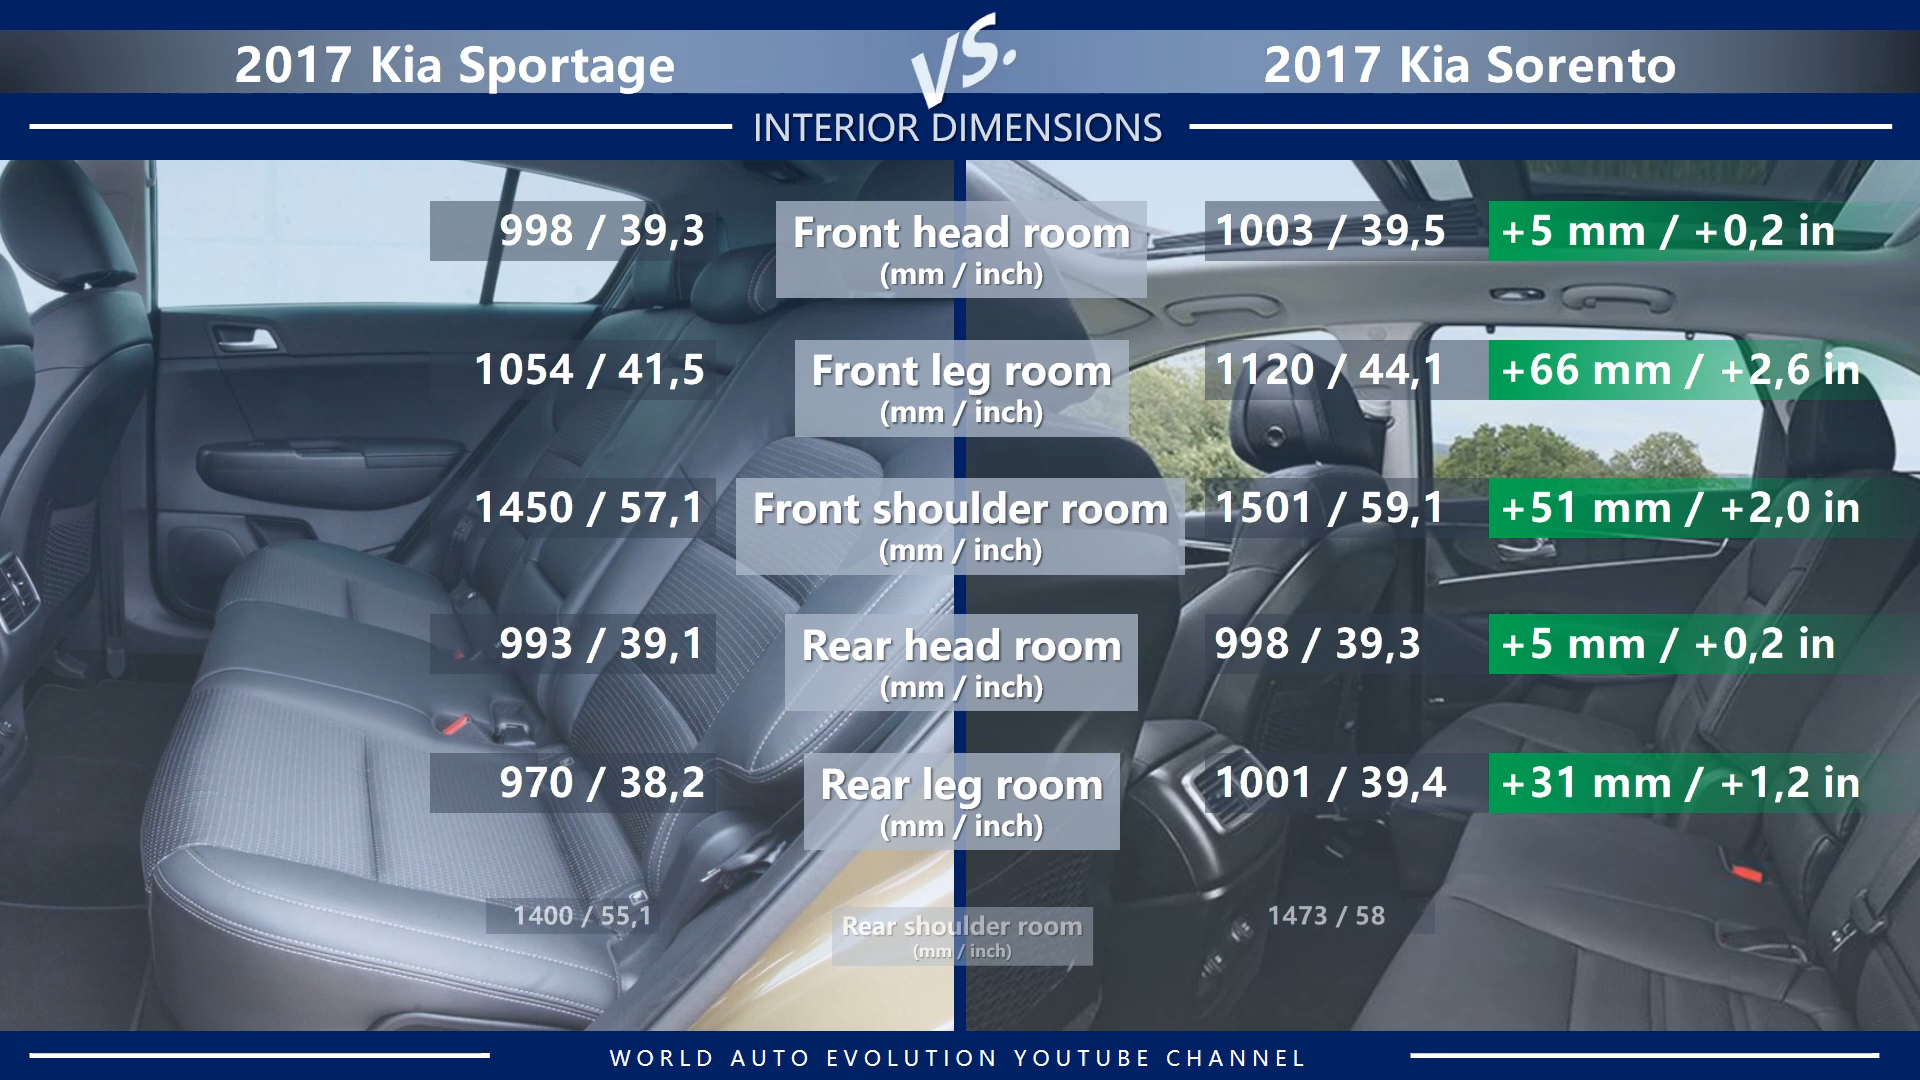 2017 Kia Sportage VS. 2017 Kia Sorento
INTERIOR DIMENSIONS
998 / 39,3 Front head room 1003 / 39,5 +5 mm / +0,2 in
(mm / inch)
1054 / 41,5 Front leg room 1120 / 44,1 +66 mm / +2,6 in
(mm / inch)
1450 / 57,1 Front shoulder room 1501 / 59,1 +51 mm / +2,0 in
(mm / inch)
993 / 39,1 Rear head room 998 / 39,3 +5 mm / +0,2 in
(mm / inch)
970 / 38,2 Rear leg room 1001 / 39,4 +31 mm / +1,2 in
(mm / inch)
1400 / 55,1 Rear shoulder room 1473 / 58
(mm / inch)
WORLD AUTO EVOLUTION YOUTUBE CHANNEL